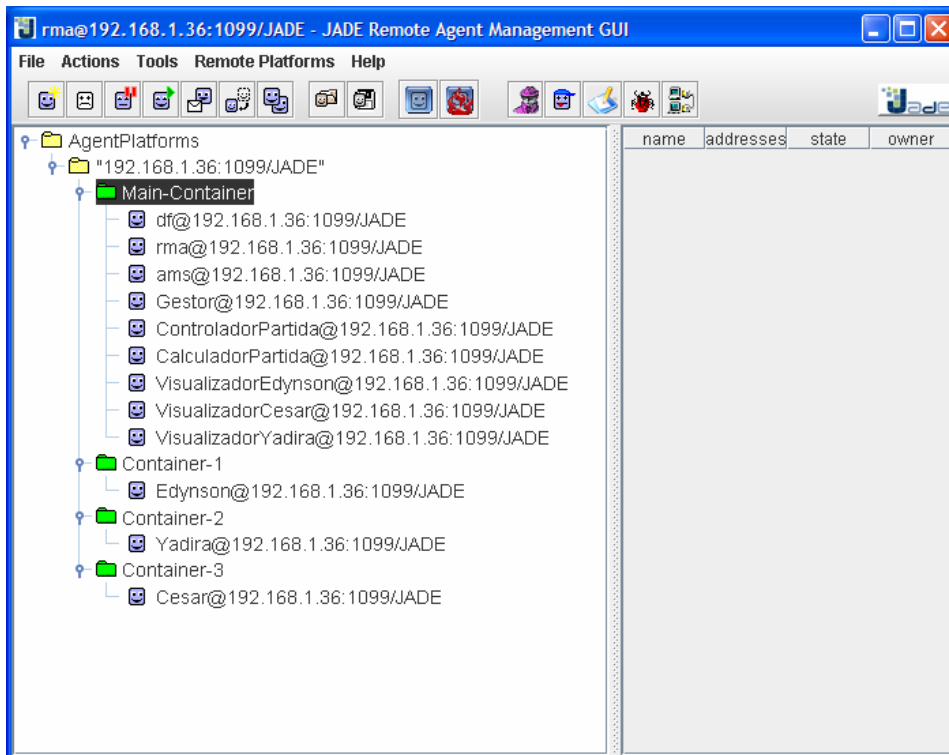 rma@192.168.1.36:1099/JADE - JADE Remote Agent Management GUI
File Actions Tools Remote Platforms Help
Jade
AgentPlatforms
"192.168.1.36:1099/JADE"
Main-Container
df@192.168.1.36:1099/JADE
rma@192.168.1.36:1099/JADE
ams@192.168.1.36:1099/JADE
Gestor@192.168.1.36:1099/JADE
ControladorPartida@192.168.1.36:1099/JADE
CalculadorPartida@192.168.1.36:1099/JADE
VisualizadorEdynson@192.168.1.36:1099/JADE
VisualizadorCesar@192.168.1.36:1099/JADE
VisualizadorYadira@192.168.1.36:1099/JADE
Container-1
Edynson@192.168.1.36:1099/JADE
Container-2
Yadira@192.168.1.36:1099/JADE
Container-3
Cesar@192.168.1.36:1099/JADE
name addresses state owner